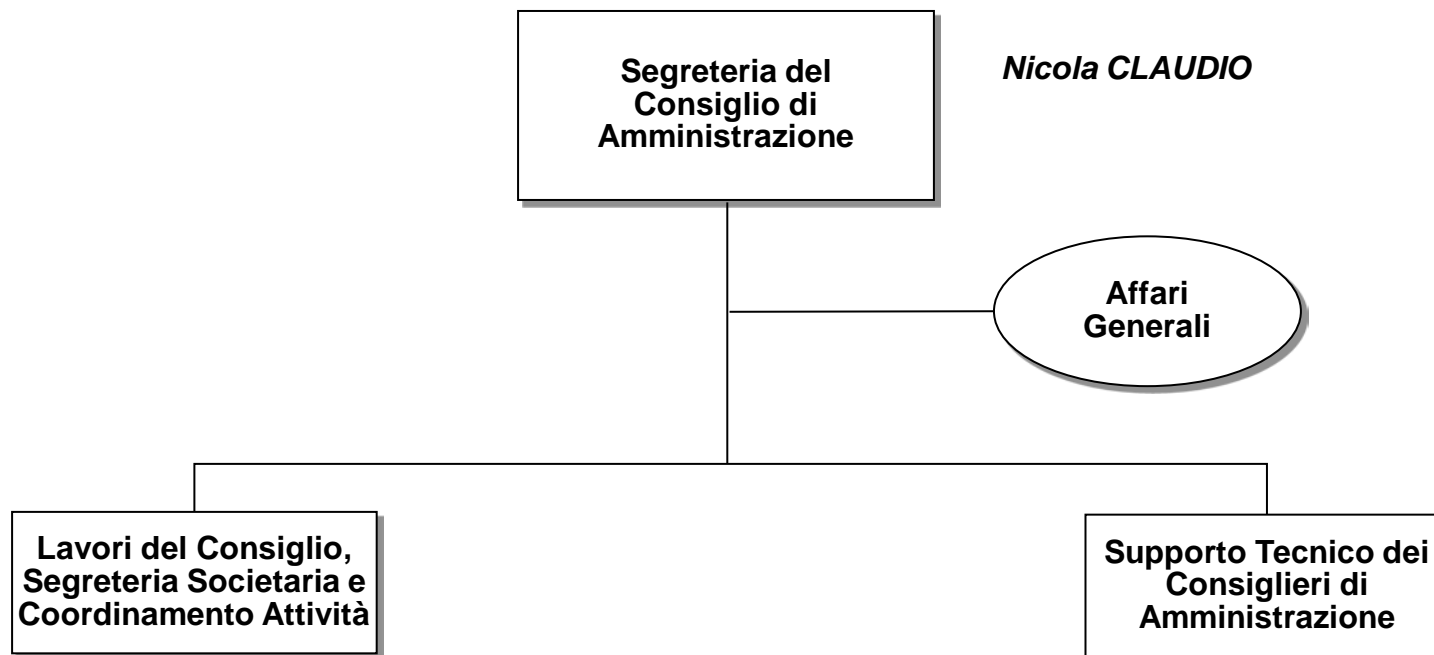 Segreteria del
Consiglio di
Amministrazione
Nicola CLAUDIO
Affari
Generali
Lavori del Consiglio,
Segreteria Societaria e
Coordinamento Attività
Supporto Tecnico dei
Consiglieri di
Amministrazione